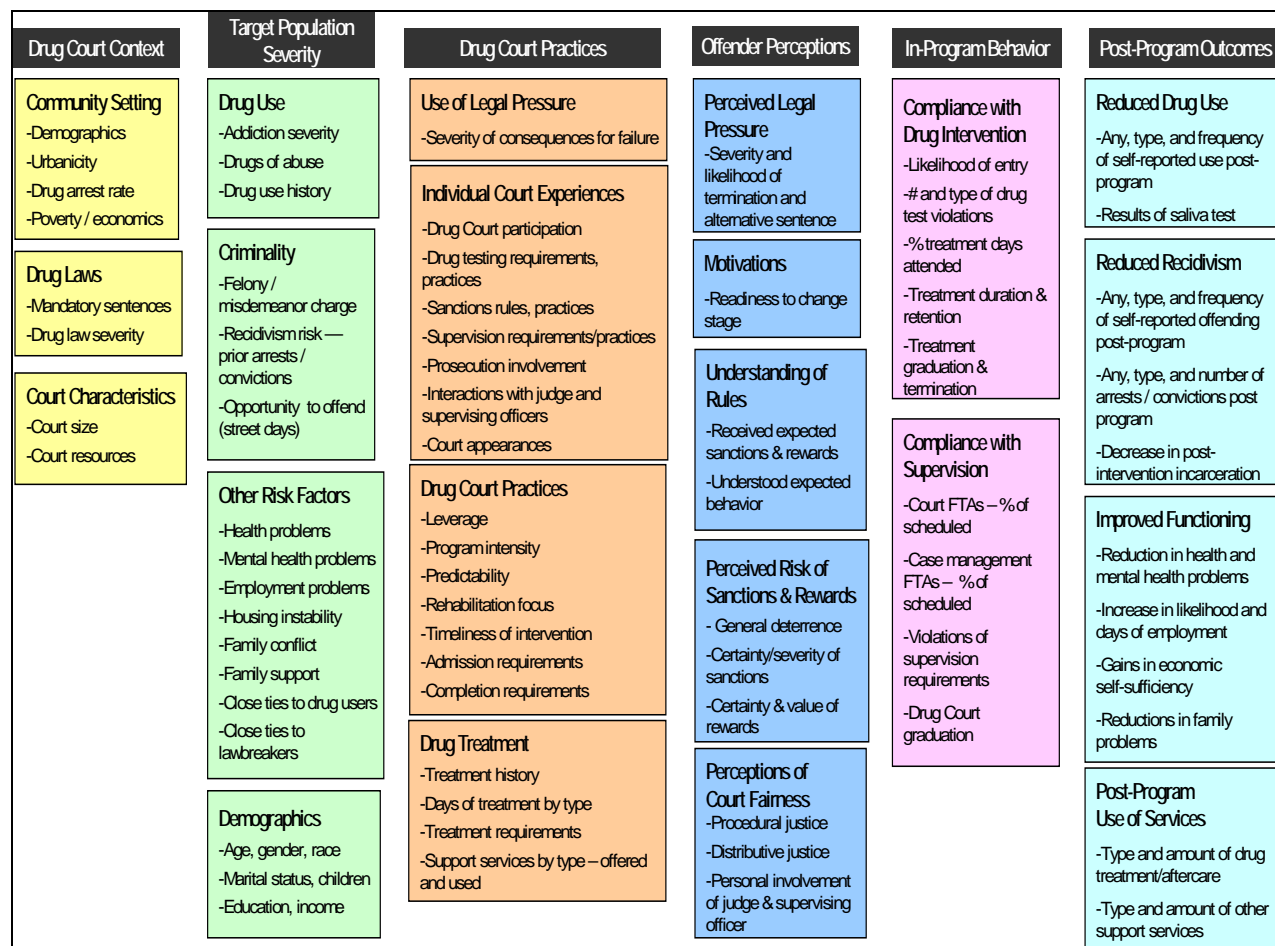 Drug Court Context
Community Setting
-Demographics
-Urbanicity
-Drug arrest rate
-Poverty / economics
Drug Laws
-Mandatory sentences
-Drug law severity
Court Characteristics
-Court size
-Court resources
Target Population
Severity
Drug Use
-Addiction severity
-Drugs of abuse
-Drug use history
Criminality
-Felony /
misdemeanor charge
-Recidivism risk —
prior arrests /
convictions
-Opportunity to offend
(street days)
Other Risk Factors
-Health problems
-Mental health problems
-Employment problems
-Housing instability
-Family conflict
-Family support
-Close ties to drug users
-Close ties to
lawbreakers
Demographics
-Age, gender, race
-Marital status, children
-Education, income
Drug Court Practices
Use of Legal Pressure
-Severity of consequences for failure
Individual Court Experiences
-Drug Court participation
-Drug testing requirements,
practices
-Sanctions rules, practices
-Supervision requirements/practices
-Prosecution involvement
-Interactions with judge and
supervising officers
-Court appearances
Drug Court Practices
-Leverage
-Program intensity
-Predictability
-Rehabilitation focus
-Timeliness of intervention
-Admission requirements
-Completion requirements
Drug Treatment
-Treatment history
-Days of treatment by type
-Treatment requirements
-Support services by type – offered
and used
Offender Perceptions
Perceived Legal
Pressure
-Severity and
likelihood of
termination and
alternative sentence
Motivations
-Readiness to change
stage
Understanding of
Rules
-Received expected
sanctions & rewards
-Understood expected
behavior
Perceived Risk of
Sanctions & Rewards
- General deterrence
-Certainty/severity of
sanctions
-Certainty & value of
rewards
Perceptions of
Court Fairness
-Procedural justice
-Distributive justice
-Personal involvement
of judge & supervising
officer
In-Program Behavior
Compliance with
Drug Intervention
-Likelihood of entry
-# and type of drug
test violations
-% treatment days
attended
-Treatment duration &
retention
-Treatment
graduation &
termination
Compliance with
Supervision
-Court FTAs – % of
scheduled
-Case management
FTAs – % of
scheduled
-Violations of
supervision
requirements
-Drug Court
graduation
Post-Program Outcomes
Reduced Drug Use
-Any, type, and frequency
of self-reported use post-
program
-Results of saliva test
Reduced Recidivism
-Any, type, and frequency
of self-reported offending
post-program
-Any, type, and number of
arrests / convictions post
program
-Decrease in post-
intervention incarceration
Improved Functioning
-Reduction in health and
mental health problems
-Increase in likelihood and
days of employment
-Gains in economic
self-sufficiency
-Reductions in family
problems
Post-Program
Use of Services
-Type and amount of drug
treatment/aftercare
-Type and amount of other
support services